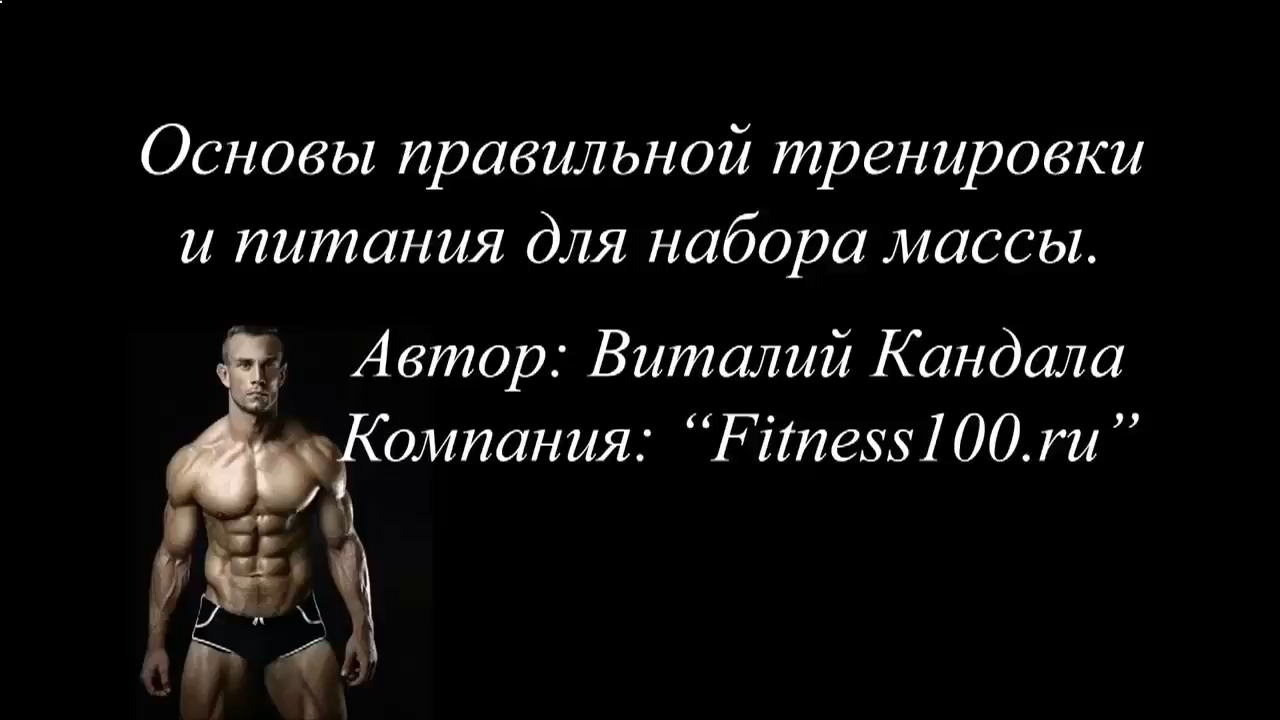 Основы правильной тренировки
и питания для набора массы.
Автор: Виталий Кандала
Компания: “Fitness100.ru”